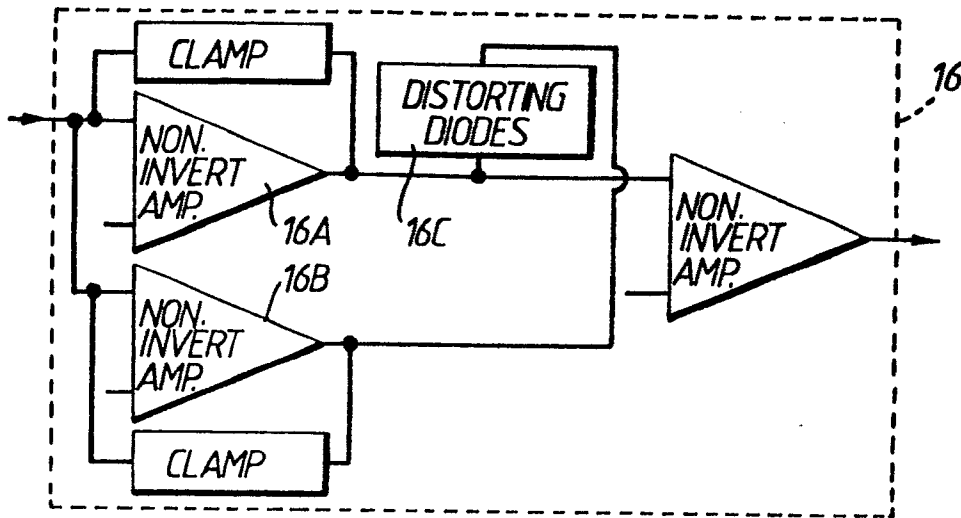 CLAMP
NON.
INVERT
AMP.
16A
DISTORTING
DIODES
16C
16
NON.
INVERT
AMP.
16B
NON.
INVERT
AMP.
CLAMP